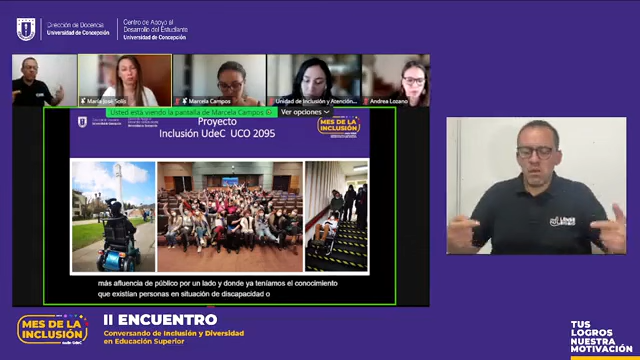 Dirección de Docencia
Universidad de Concepción
Centro de Apoyo al
Desarrollo del Estudiante
Universidad de Concepción
María José Solís
Marcela Campos
Unidad de Inclusión y Atención...
Andrea Lozano
Usted está viendo la pantalla de Marcela Campos G
Ver opciones
Proyecto
Inclusión UdeC UCO 2095
MES DE LA
INCLUSIÓN
más afluencia de público por un lado y donde ya teníamos el conocimiento
que existían personas en situación de discapacidad o
MES DE LA
INCLUSIÓN
II ENCUENTRO
Conversando de Inclusión y Diversidad
en Educación Superior
TUS
LOGROS
NUESTRA
MOTIVACIÓN